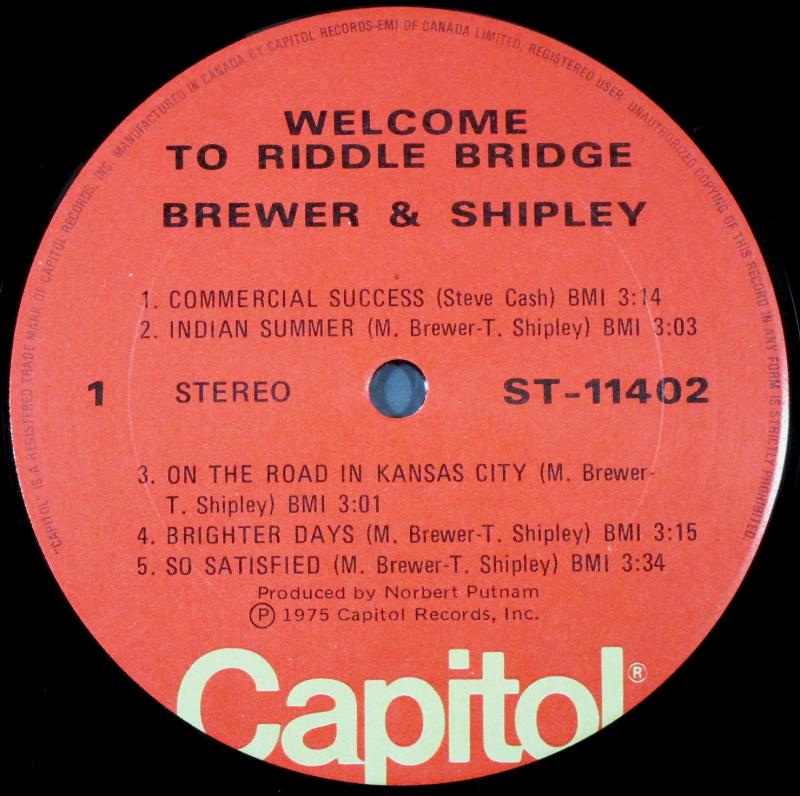 "CAPITOL" IS A REGISTERED TRADE MARK OF CAPITOL RECORDS, INC. MANUFACTURED IN CANADA BY CAPITOL RECORDS-EMI OF CANADA LIMITED, REGISTERED USER. UNAUTHORIZED COPYING OF THIS RECORD IN ANY FORM IS STRICTLY PROHIBITED.
WELCOME
TO RIDDLE BRIDGE
BREWER & SHIPLEY
1. COMMERCIAL SUCCESS (Steve Cash) BMI 3:14
2. INDIAN SUMMER (M. Brewer-T. Shipley) BMI 3:03
1 STEREO ST-11402
3. ON THE ROAD IN KANSAS CITY (M. Brewer-
T. Shipley) BMI 3:01
4. BRIGHTER DAYS (M. Brewer-T. Shipley) BMI 3:15
5. SO SATISFIED (M. Brewer-T. Shipley) BMI 3:34
Produced by Norbert Putnam
℗ 1975 Capitol Records, Inc.
Capitol®